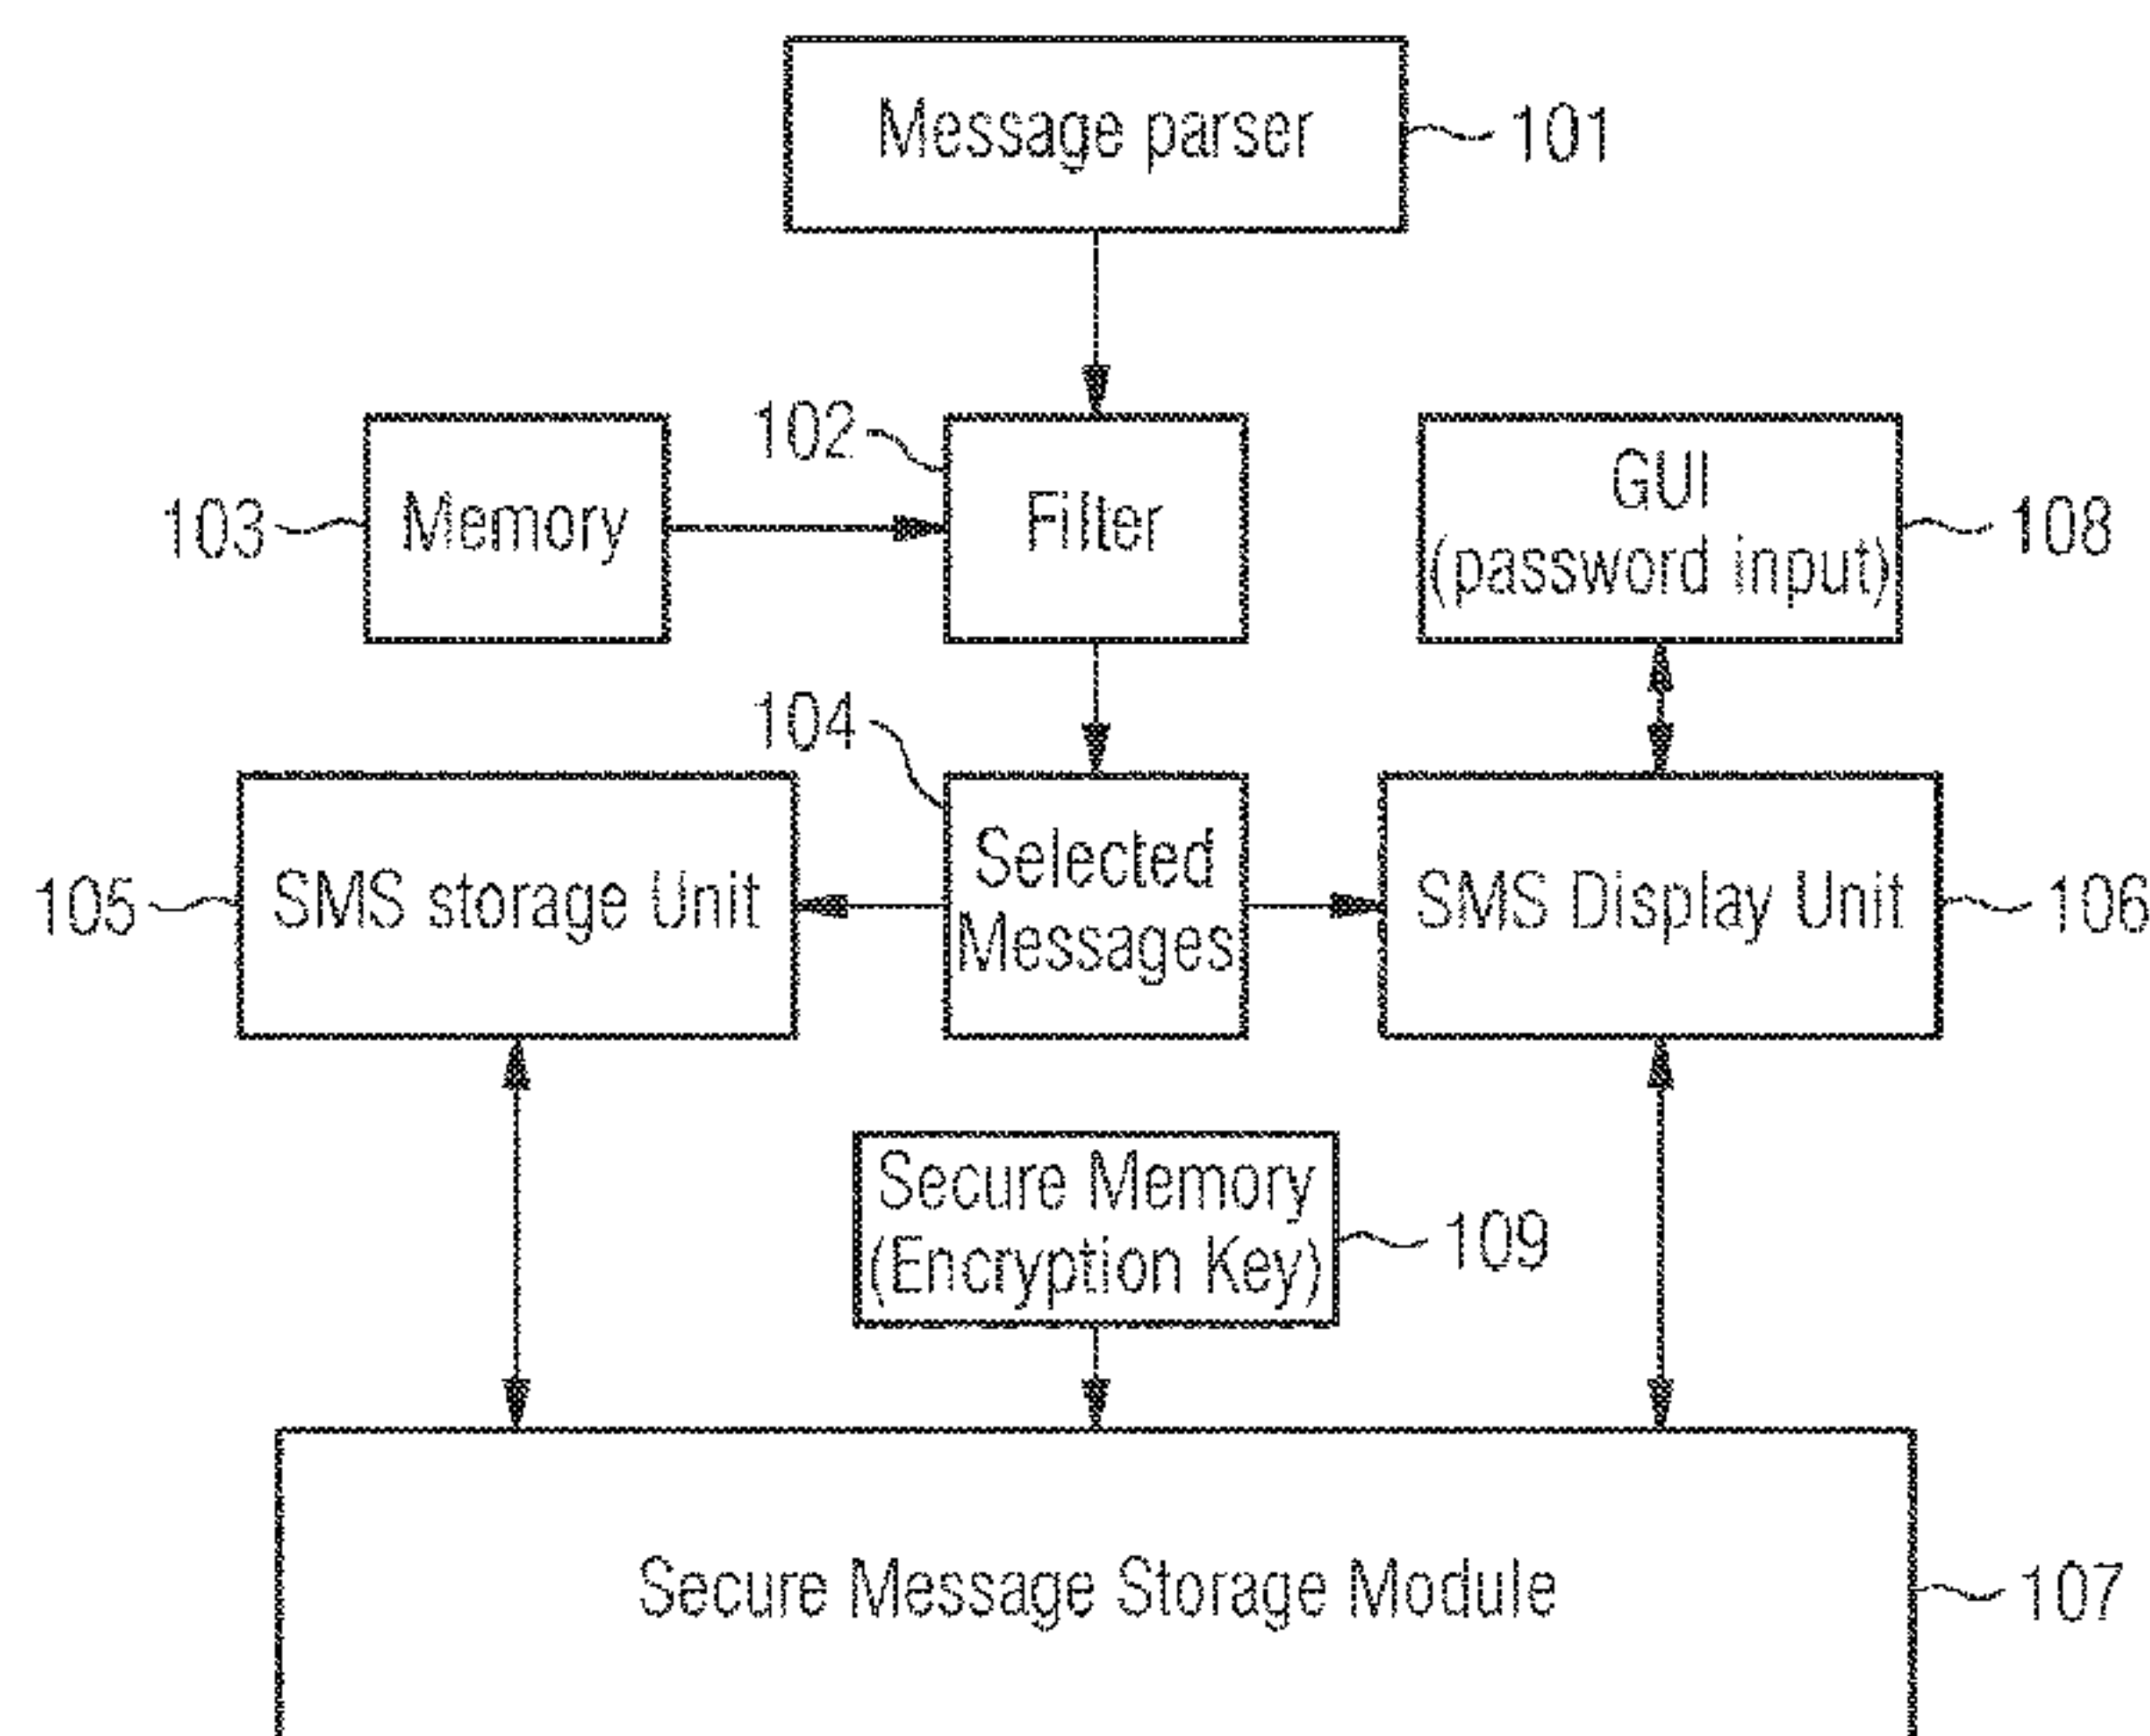 Message parser
101
102
103
Memory
Filter
GUI
(password input)
108
104
105
SMS storage Unit
Selected
Messages
SMS Display Unit
106
Secure Memory
(Encryption Key)
109
Secure Message Storage Module
107